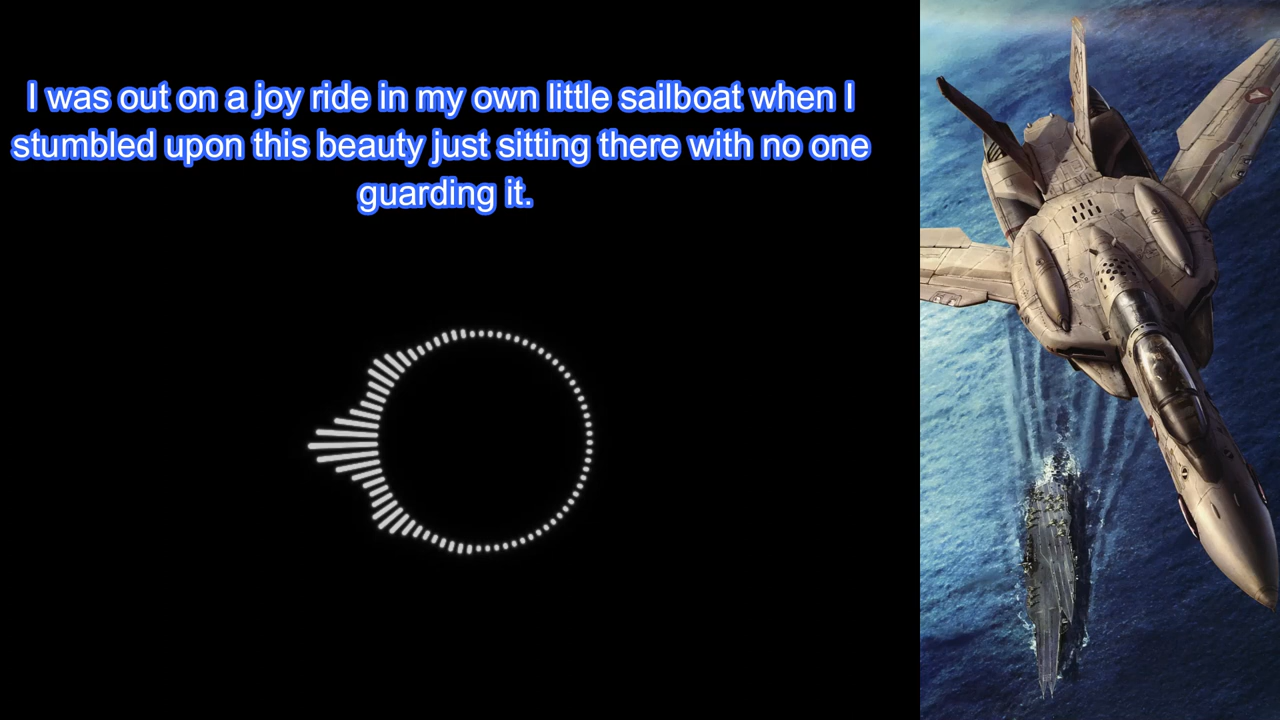 I was out on a joy ride in my own little sailboat when I
stumbled upon this beauty just sitting there with no one
guarding it.